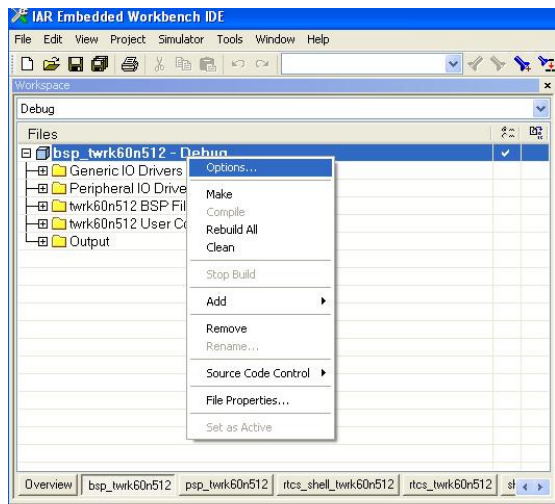 IAR Embedded Workbench IDE
File Edit View Project Simulator Tools Window Help
Workspace
Debug
Files
bsp_twrk60n512 - Debug
Options...
Generic IO Drivers
Make
Peripheral IO Drive
Compile
twrk60n512 BSP Fil
Rebuild All
twrk60n512 User Co
Clean
Output
Stop Build
Add
Remove
Rename...
Source Code Control
File Properties...
Set as Active
Overview bsp_twrk60n512 psp_twrk60n512 rtcs_shell_twrk60n512 rtcs_twrk60n512